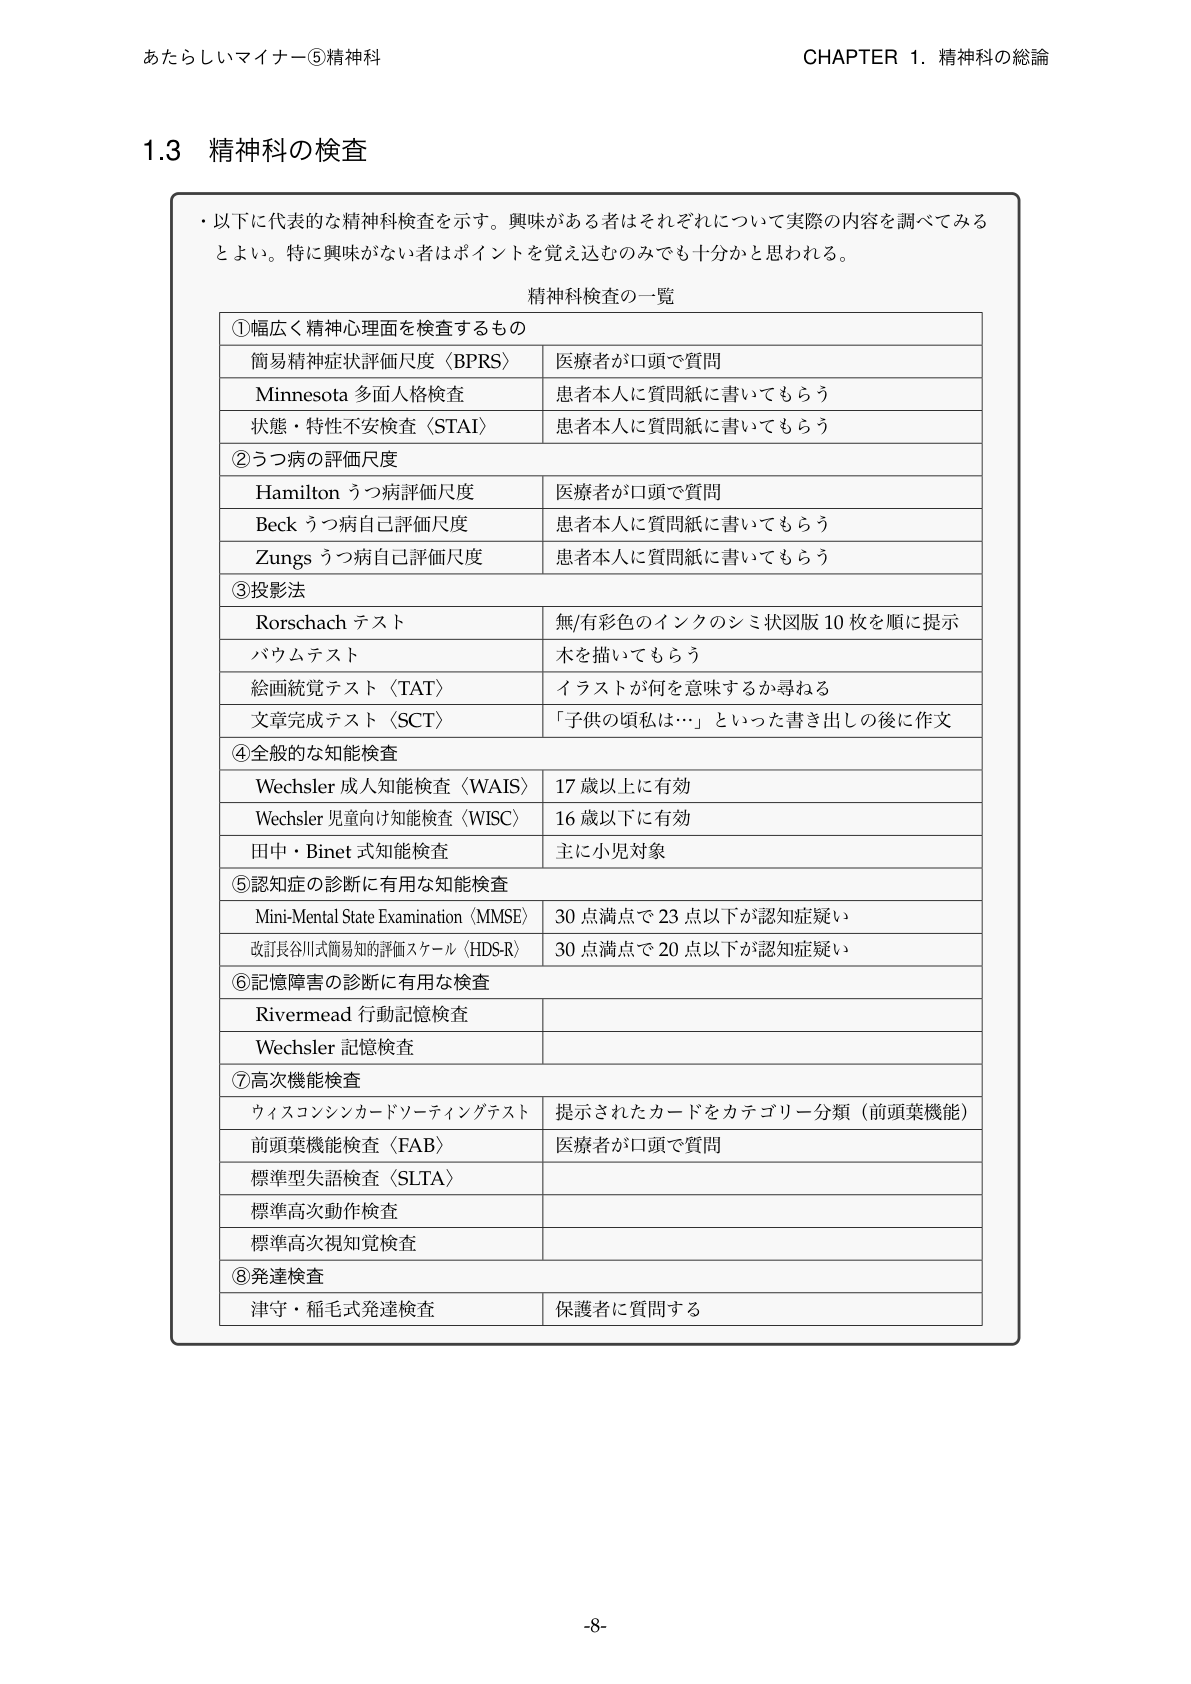 あたらしいマイナー⑤精神科
CHAPTER 1. 精神科の総論
1.3 精神科の検査
・以下に代表的な精神科検査を示す。興味がある者はそれぞれについて実際の内容を調べてみる
とよい。特に興味がない者はポイントを覚え込むのみでも十分かと思われる。
精神科検査の一覧
①幅広く精神心理面を検査するもの
簡易精神症状評価尺度〈BPRS〉 医療者が口頭で質問
Minnesota 多面人格検査 患者本人に質問紙に書いてもらう
状態・特性不安検査〈STAI〉 患者本人に質問紙に書いてもらう
②うつ病の評価尺度
Hamilton うつ病評価尺度 医療者が口頭で質問
Beck うつ病自己評価尺度 患者本人に質問紙に書いてもらう
Zungs うつ病自己評価尺度 患者本人に質問紙に書いてもらう
③投影法
Rorschach テスト 無/有彩色のインクのシミ状図版 10 枚を順に提示
バウムテスト 木を描いてもらう
絵画統覚テスト〈TAT〉 イラストが何を意味するか尋ねる
文章完成テスト〈SCT〉 「子供の頃私は…」といった書き出しの後に作文
④全般的な知能検査
Wechsler 成人知能検査〈WAIS〉 17 歳以上に有効
Wechsler 児童向け知能検査〈WISC〉 16 歳以下に有効
田中・Binet 式知能検査 主に小児対象
⑤認知症の診断に有用な知能検査
Mini-Mental State Examination〈MMSE〉 30 点満点で 23 点以下が認知症疑い
改訂長谷川式簡易知的評価スケール〈HDS-R〉 30 点満点で 20 点以下が認知症疑い
⑥記憶障害の診断に有用な検査
Rivermead 行動記憶検査
Wechsler 記憶検査
⑦高次機能検査
ウィスコンシンカードソーティングテスト 提示されたカードをカテゴリー分類（前頭葉機能）
前頭葉機能検査〈FAB〉 医療者が口頭で質問
標準型失語検査〈SLTA〉
標準高次動作検査
標準高次視知覚検査
⑧発達検査
津守・稲毛式発達検査 保護者に質問する
-8-